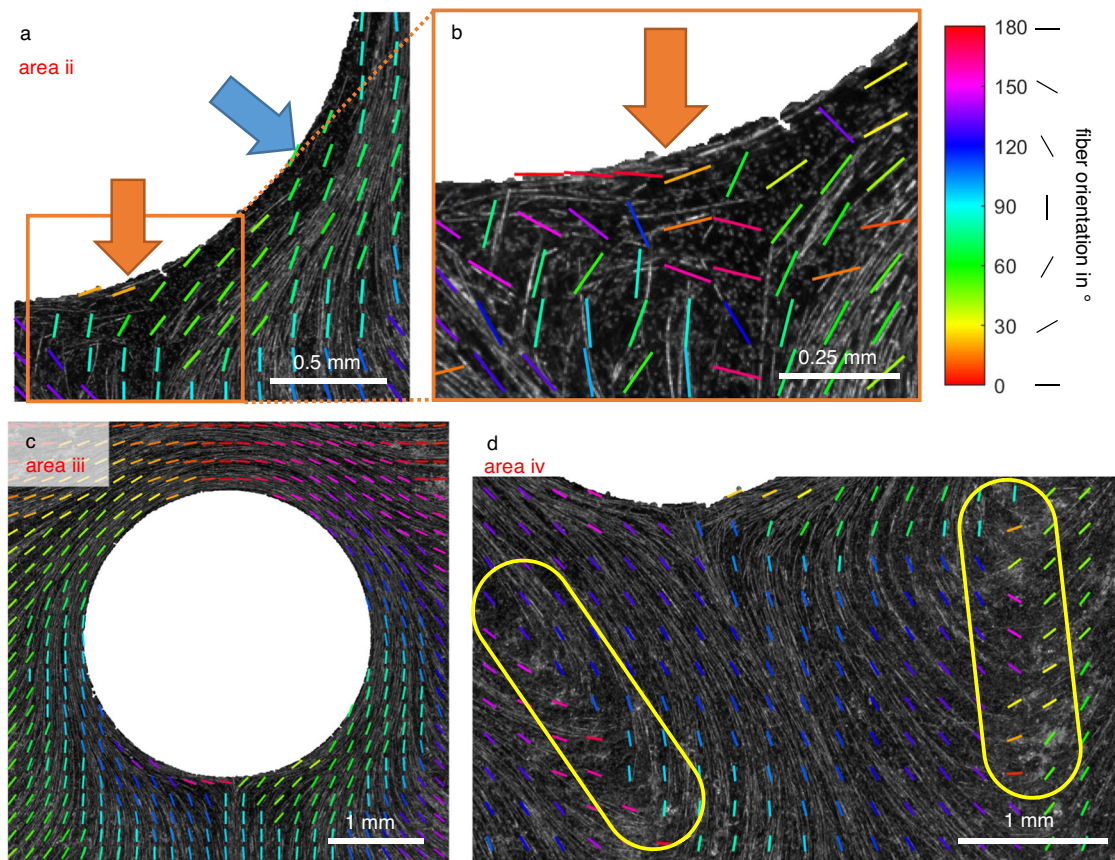 a
area ii
0.5 mm
b
0.25 mm
180
150
120
90
60
30
0
fiber orientation in °
c
area iii
1 mm
d
area iv
1 mm